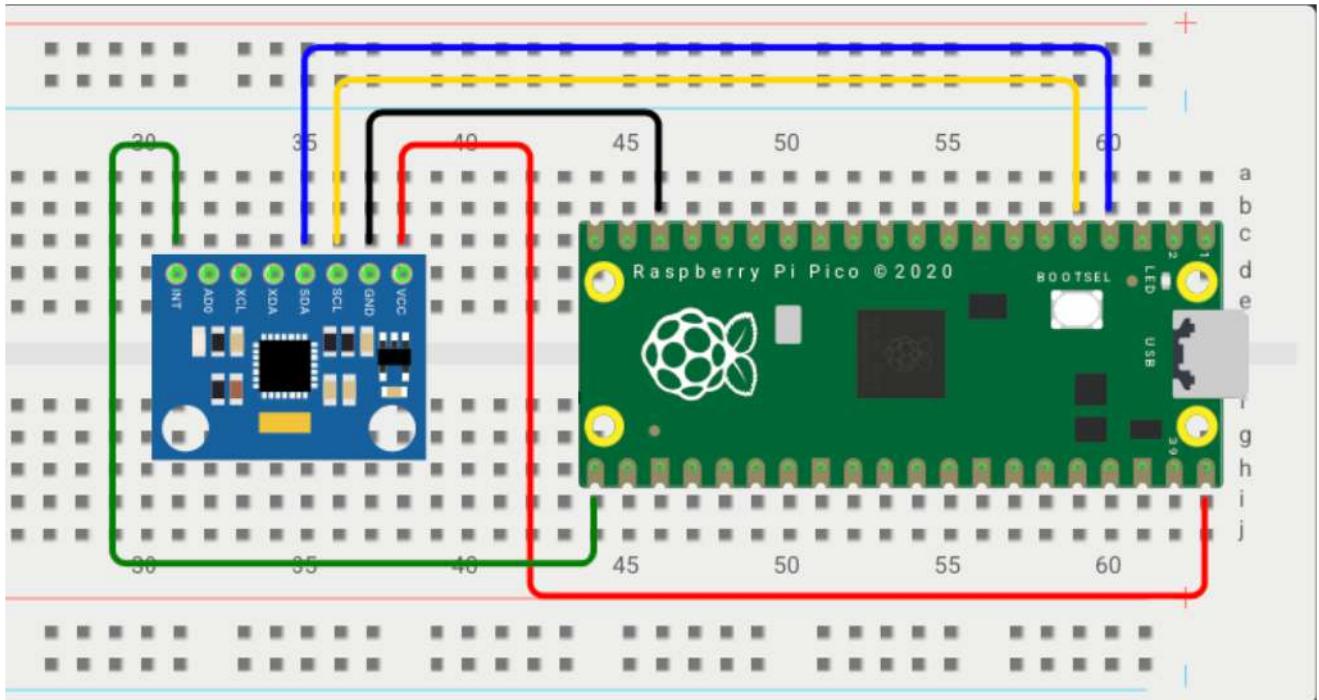 +
30 35 40 45 50 55 60
a
b
c
d
e
Raspberry Pi Pico © 2020
BOOTSEL
LED
2
1
INT AD0 XCL XDA SDA SCL GND VCC
USB
g
39
h
i
j
30 35 40 45 50 55 60
+